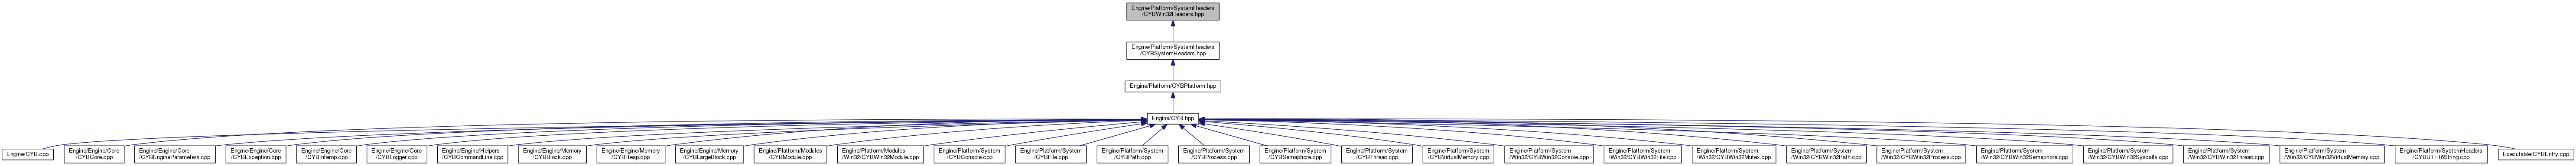 Engine/Platform/SystemHeaders
/CYBWin32Headers.hpp
Engine/Platform/SystemHeaders
/CYBSystemHeaders.hpp
Engine/Platform/CYBPlatform.hpp
Engine/CYB.hpp
Engine/CYB.cpp
Engine/Engine/Core
/CYBCore.cpp
Engine/Engine/Core
/CYBEngineParameters.cpp
Engine/Engine/Core
/CYBException.cpp
Engine/Engine/Core
/CYBInterop.cpp
Engine/Engine/Core
/CYBLogger.cpp
Engine/Engine/Helpers
/CYBCommandLine.cpp
Engine/Engine/Memory
/CYBBlock.cpp
Engine/Engine/Memory
/CYBHeap.cpp
Engine/Engine/Memory
/CYBLargeBlock.cpp
Engine/Platform/Modules
/CYBModule.cpp
Engine/Platform/Modules
/Win32/CYBWin32Module.cpp
Engine/Platform/System
/CYBConsole.cpp
Engine/Platform/System
/CYBFile.cpp
Engine/Platform/System
/CYBPath.cpp
Engine/Platform/System
/CYBProcess.cpp
Engine/Platform/System
/CYBSemaphore.cpp
Engine/Platform/System
/CYBThread.cpp
Engine/Platform/System
/CYBVirtualMemory.cpp
Engine/Platform/System
/Win32/CYBWin32Console.cpp
Engine/Platform/System
/Win32/CYBWin32File.cpp
Engine/Platform/System
/Win32/CYBWin32Mutex.cpp
Engine/Platform/System
/Win32/CYBWin32Path.cpp
Engine/Platform/System
/Win32/CYBWin32Process.cpp
Engine/Platform/System
/Win32/CYBWin32Semaphore.cpp
Engine/Platform/System
/Win32/CYBWin32Syscalls.cpp
Engine/Platform/System
/Win32/CYBWin32Thread.cpp
Engine/Platform/System
/Win32/CYBWin32VirtualMemory.cpp
Engine/Platform/SystemHeaders
/CYBUTF16String.cpp
Executable/CYBEntry.cpp